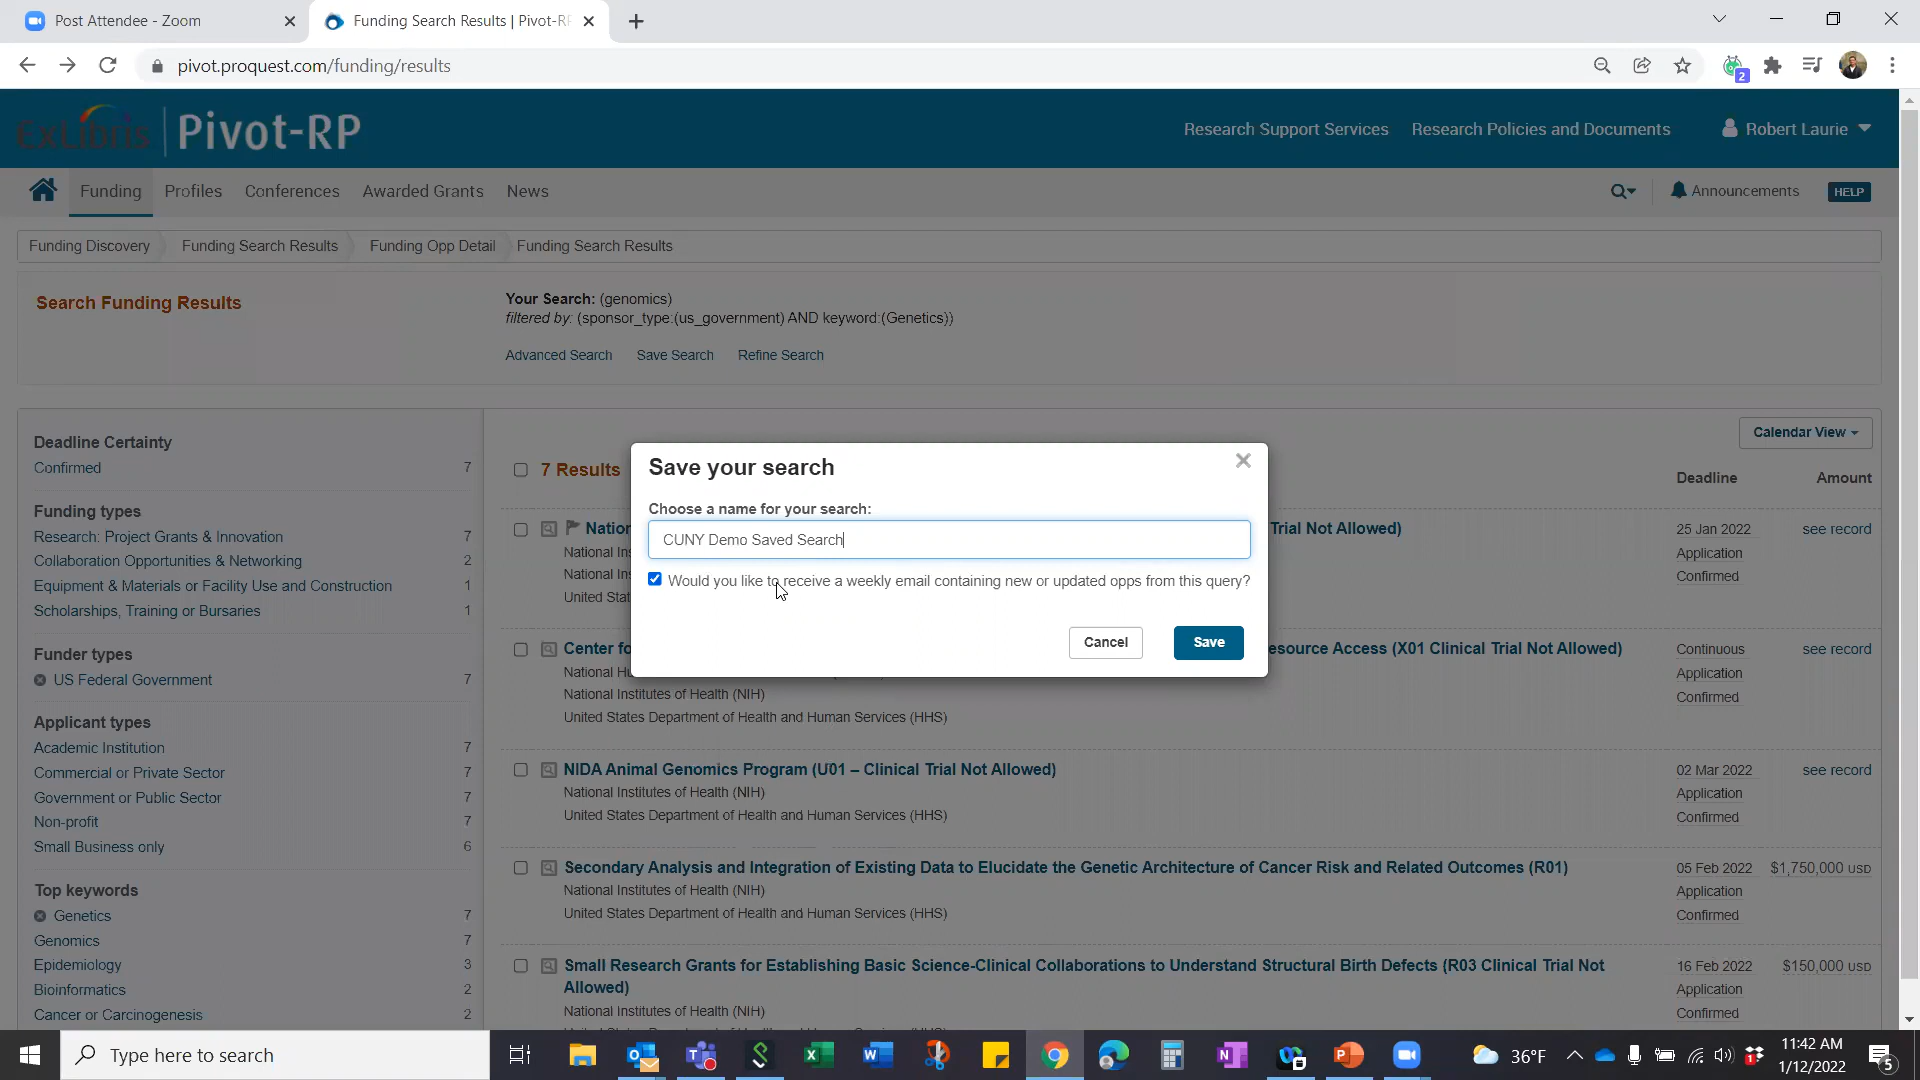 Post Attendee - Zoom
Funding Search Results | Pivot-RP
pivot.proquest.com/funding/results
2
ExLibris | Pivot-RP
Research Support Services
Research Policies and Documents
Robert Laurie
Funding
Profiles
Conferences
Awarded Grants
News
Announcements
HELP
Funding Discovery
Funding Search Results
Funding Opp Detail
Funding Search Results
Search Funding Results
Your Search: (genomics)
filtered by: (sponsor_type:(us_government) AND keyword:(Genetics))
Advanced Search
Save Search
Refine Search
Deadline Certainty
Confirmed 7
Funding types
Research: Project Grants & Innovation 7
Collaboration Opportunities & Networking 2
Equipment & Materials or Facility Use and Construction 1
Scholarships, Training or Bursaries 1
Funder types
US Federal Government 7
Applicant types
Academic Institution 7
Commercial or Private Sector 7
Government or Public Sector 7
Non-profit 7
Small Business only 6
Top keywords
Genetics 7
Genomics 7
Epidemiology 3
Bioinformatics 2
Cancer or Carcinogenesis 2
Calendar View
7 Results
Deadline
Amount
Save your search
Choose a name for your search:
CUNY Demo Saved Search
Would you like to receive a weekly email containing new or updated opps from this query?
Cancel
Save
Trial Not Allowed)
25 Jan 2022
Application
Confirmed
see record
Center
esource Access (X01 Clinical Trial Not Allowed)
National
National Institutes of Health (NIH)
United States Department of Health and Human Services (HHS)
Continuous
Application
Confirmed
see record
NIDA Animal Genomics Program (U01 – Clinical Trial Not Allowed)
National Institutes of Health (NIH)
United States Department of Health and Human Services (HHS)
02 Mar 2022
Application
Confirmed
see record
Secondary Analysis and Integration of Existing Data to Elucidate the Genetic Architecture of Cancer Risk and Related Outcomes (R01)
National Institutes of Health (NIH)
United States Department of Health and Human Services (HHS)
05 Feb 2022
Application
Confirmed
$1,750,000 USD
Small Research Grants for Establishing Basic Science-Clinical Collaborations to Understand Structural Birth Defects (R03 Clinical Trial Not
Allowed)
National Institutes of Health (NIH)
16 Feb 2022
Application
Confirmed
$150,000 USD
Type here to search
36°F
11:42 AM
1/12/2022
5